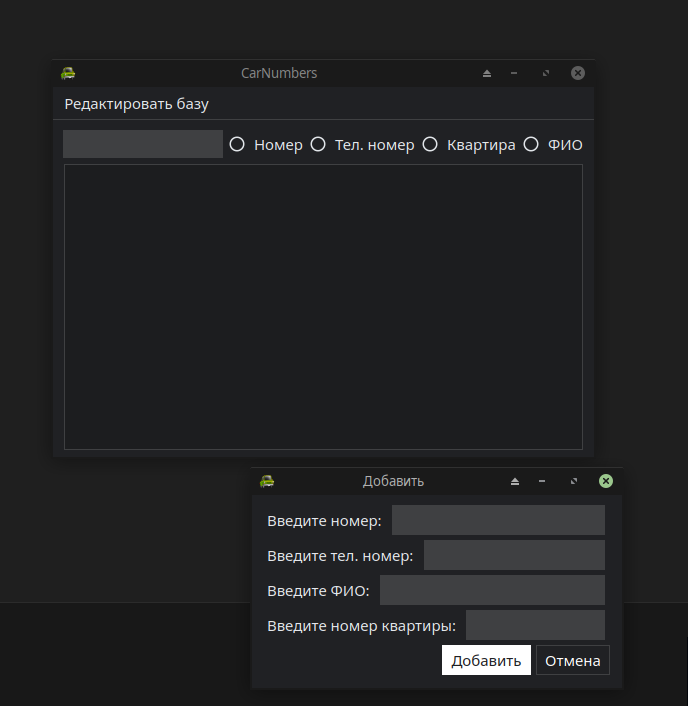 CarNumbers
Редактировать базу
Номер Тел. номер Квартира ФИО
Добавить
Введите номер:
Введите тел. номер:
Введите ФИО:
Введите номер квартиры:
Добавить Отмена